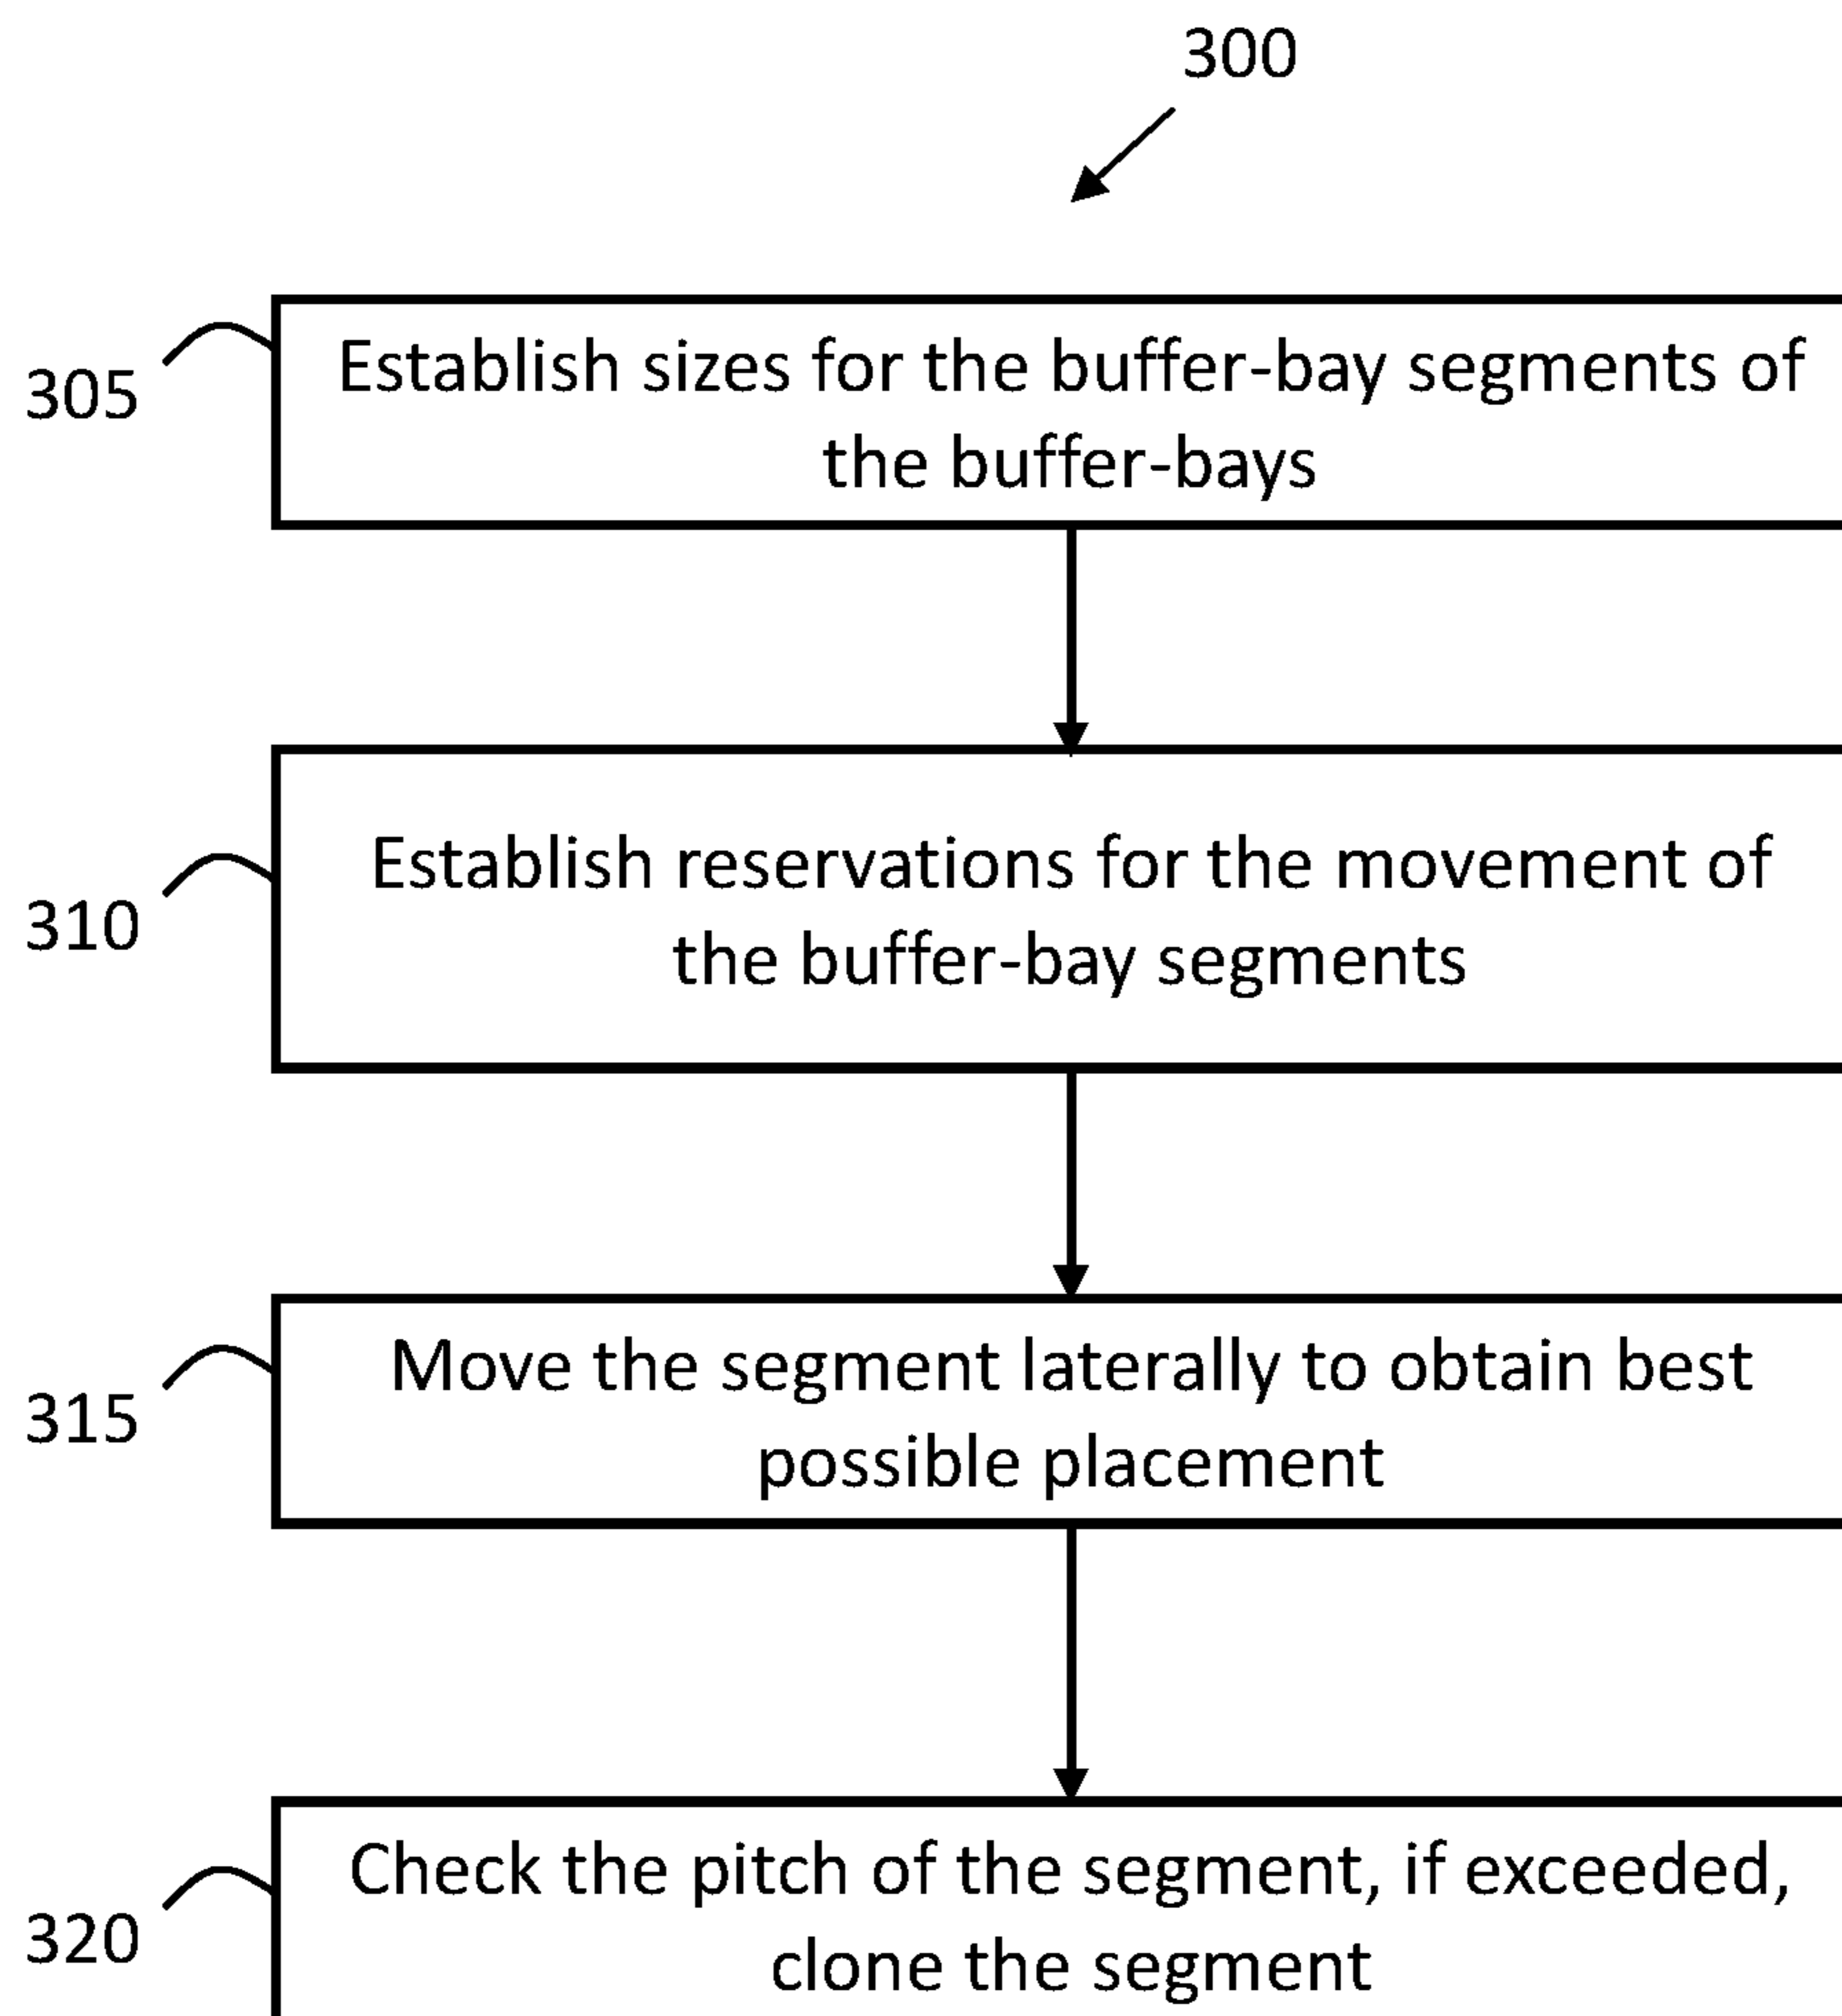 300
305
Establish sizes for the buffer-bay segments of
the buffer-bays
310
Establish reservations for the movement of
the buffer-bay segments
315
Move the segment laterally to obtain best
possible placement
320
Check the pitch of the segment, if exceeded,
clone the segment